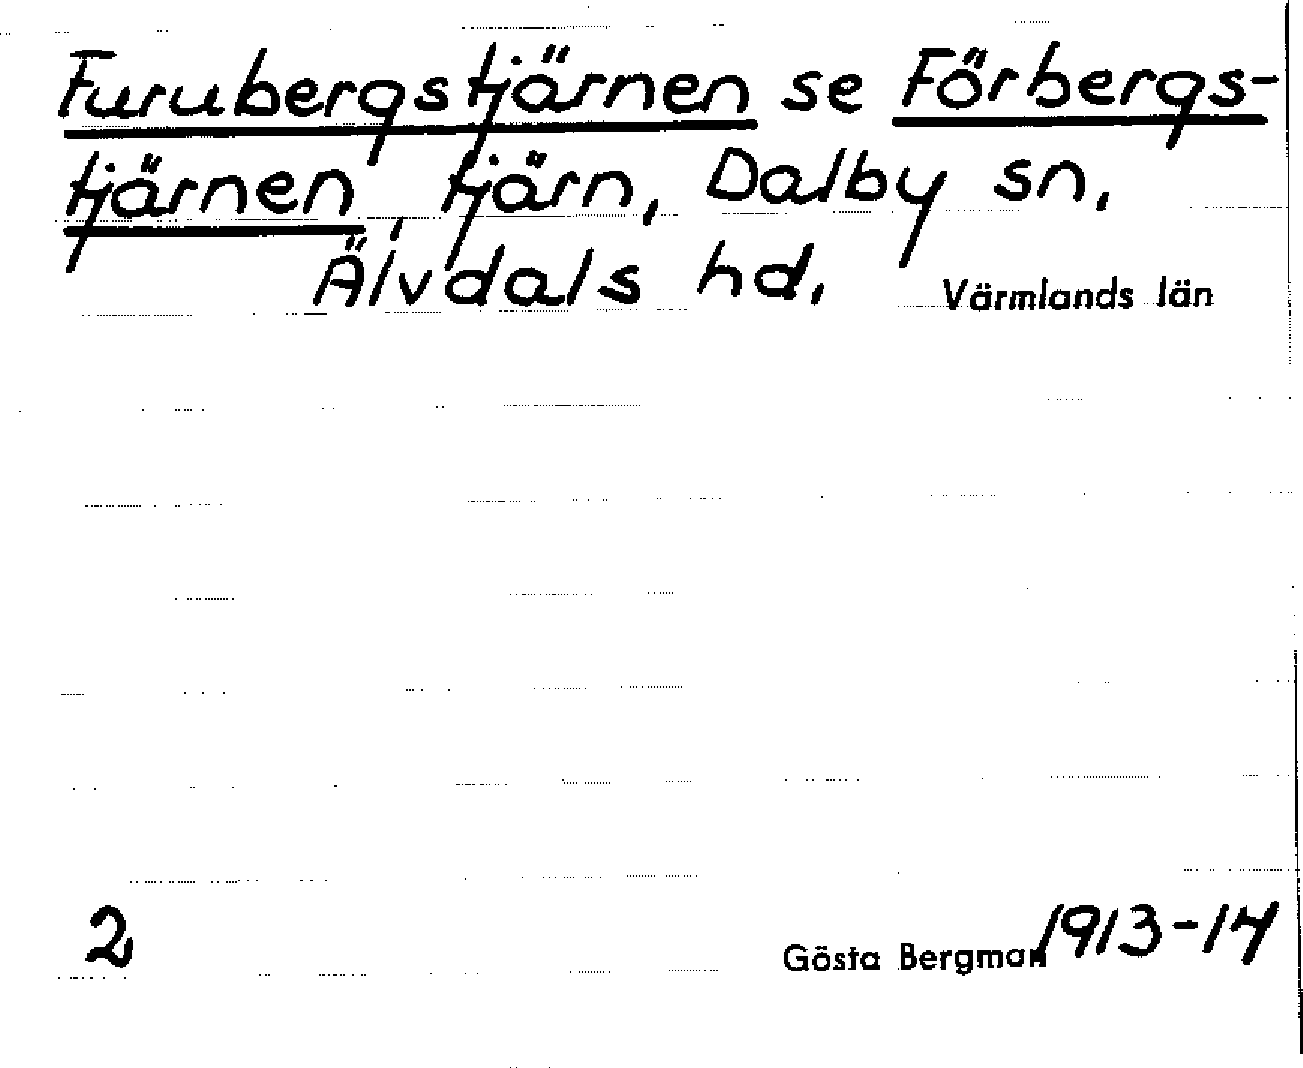 Furubergstjärnen se Förbergs-
tjärnen, tjärn, Dalby sn,
Älvdals hd, Värmlands län
2 Gösta Bergman 1913-14